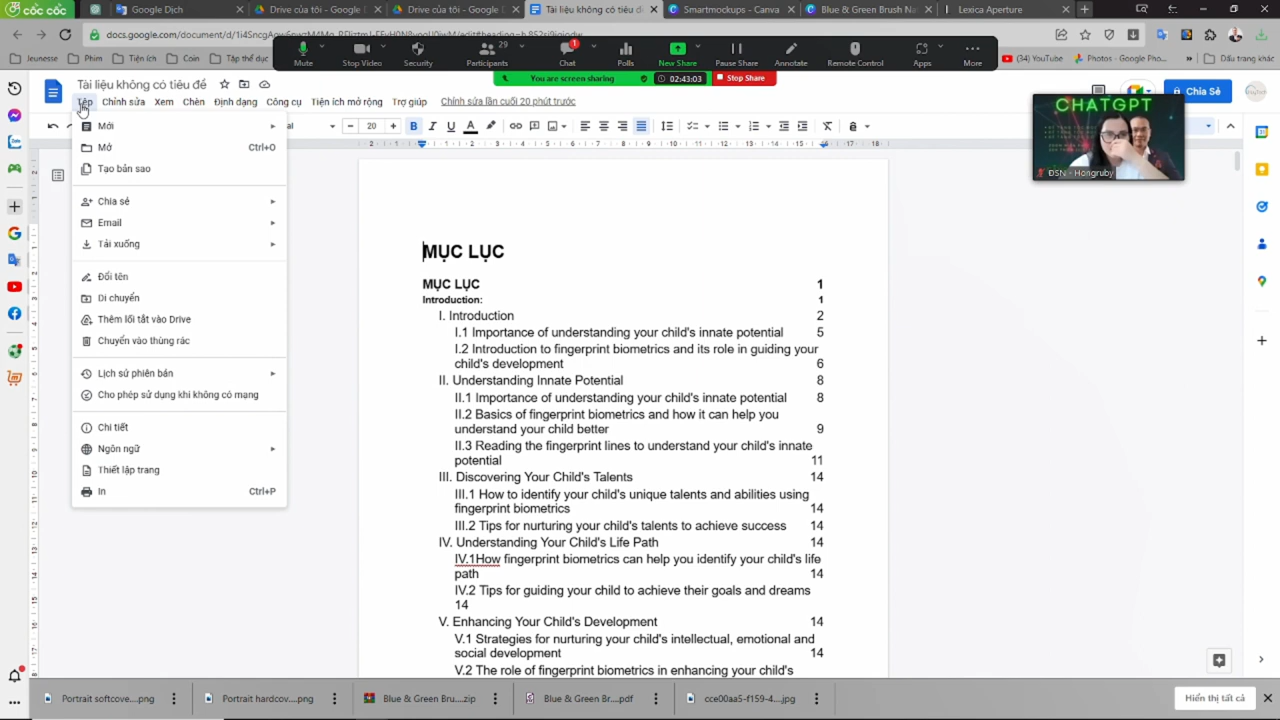 Google Dịch
Drive của tôi - Google
Drive của tôi - Google
Tài liệu không có tiêu đ
Smartmockups - Canva
Blue & Green Brush Na
Lexica Aperture
Jeunesse
Phim
Tiện ích
Coin
Tập thể dục
(34) YouTube
Photos - Google P...
Dấu trang khác
Mute
Stop Video
Security
Participants
29
Chat
1
Polls
New Share
Pause Share
Annotate
Remote Control
Apps
More
You are screen sharing
02:43:03
Stop Share
Tài liệu không có tiêu đề
Tệp
Chỉnh sửa
Xem
Chèn
Định dạng
Công cụ
Tiện ích mở rộng
Trợ giúp
Chỉnh sửa lần cuối 20 phút trước
Chia sẻ
20
CHATGPT
ĐSN - Hongruby
Mới
Mở Ctrl+O
Tạo bản sao
Chia sẻ
Email
Tải xuống
Đổi tên
Di chuyển
Thêm lối tắt vào Drive
Chuyển vào thùng rác
Lịch sử phiên bản
Cho phép sử dụng khi không có mạng
Chi tiết
Ngôn ngữ
Thiết lập trang
In Ctrl+P
MỤC LỤC
MỤC LỤC 1
Introduction: 1
I. Introduction 2
I.1 Importance of understanding your child's innate potential 5
I.2 Introduction to fingerprint biometrics and its role in guiding your
child's development 6
II. Understanding Innate Potential 8
II.1 Importance of understanding your child's innate potential 8
II.2 Basics of fingerprint biometrics and how it can help you
understand your child better 9
II.3 Reading the fingerprint lines to understand your child's innate
potential 11
III. Discovering Your Child's Talents 14
III.1 How to identify your child's unique talents and abilities using
fingerprint biometrics 14
III.2 Tips for nurturing your child's talents to achieve success 14
IV. Understanding Your Child's Life Path 14
IV.1How fingerprint biometrics can help you identify your child's life
path 14
IV.2 Tips for guiding your child to achieve their goals and dreams
14
V. Enhancing Your Child's Development 14
V.1 Strategies for nurturing your child's intellectual, emotional and
social development 14
V.2 The role of fingerprint biometrics in enhancing your child's
Portrait softcove....png
Portrait hardcov....png
Blue & Green Bru....zip
Blue & Green Br....pdf
cce00aa5-f159-4....jpg
Hiển thị tất cả